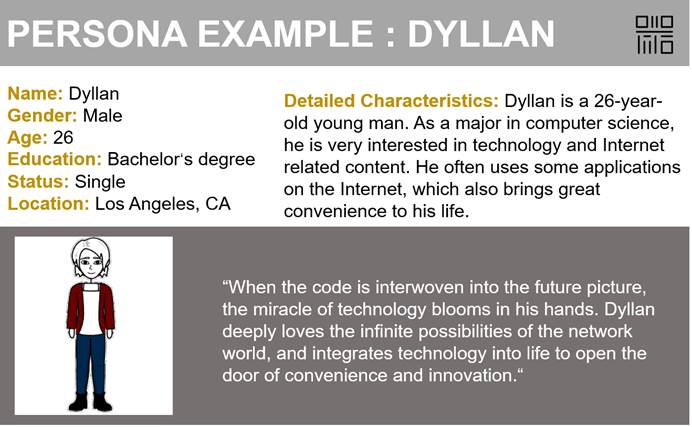 PERSONA EXAMPLE : DYLLAN
Name: Dyllan
Gender: Male
Age: 26
Education: Bachelor‘s degree
Status: Single
Location: Los Angeles, CA
Detailed Characteristics: Dyllan is a 26-year-
old young man. As a major in computer science,
he is very interested in technology and Internet
related content. He often uses some applications
on the Internet, which also brings great
convenience to his life.
“When the code is interwoven into the future picture,
the miracle of technology blooms in his hands. Dyllan
deeply loves the infinite possibilities of the network
world, and integrates technology into life to open the
door of convenience and innovation.“